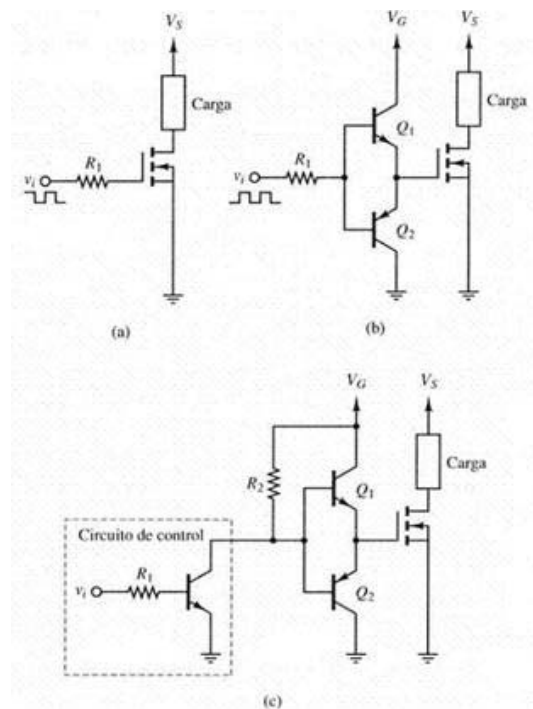 V_S
Carga
R_1
v_i
(a)
V_G
V_S
Carga
Q_1
R_1
v_i
Q_2
(b)
V_G
V_S
R_2
Q_1
Carga
Circuito de control
R_1
v_i
Q_2
(c)